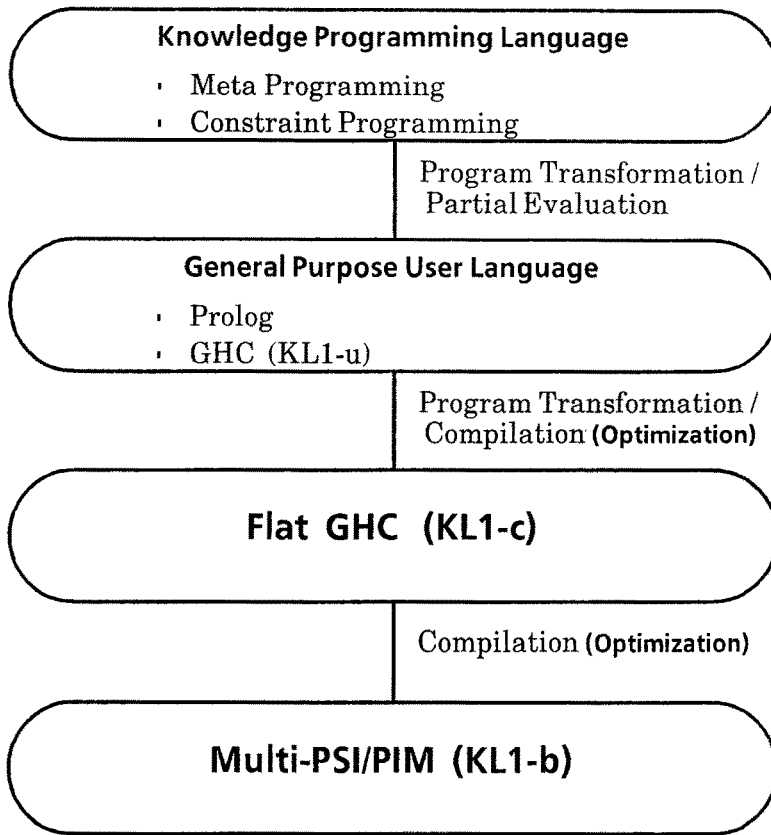 Knowledge Programming Language
· Meta Programming
· Constraint Programming
Program Transformation /
Partial Evaluation
General Purpose User Language
· Prolog
· GHC (KL1-u)
Program Transformation /
Compilation (Optimization)
Flat GHC (KL1-c)
Compilation (Optimization)
Multi-PSI/PIM (KL1-b)